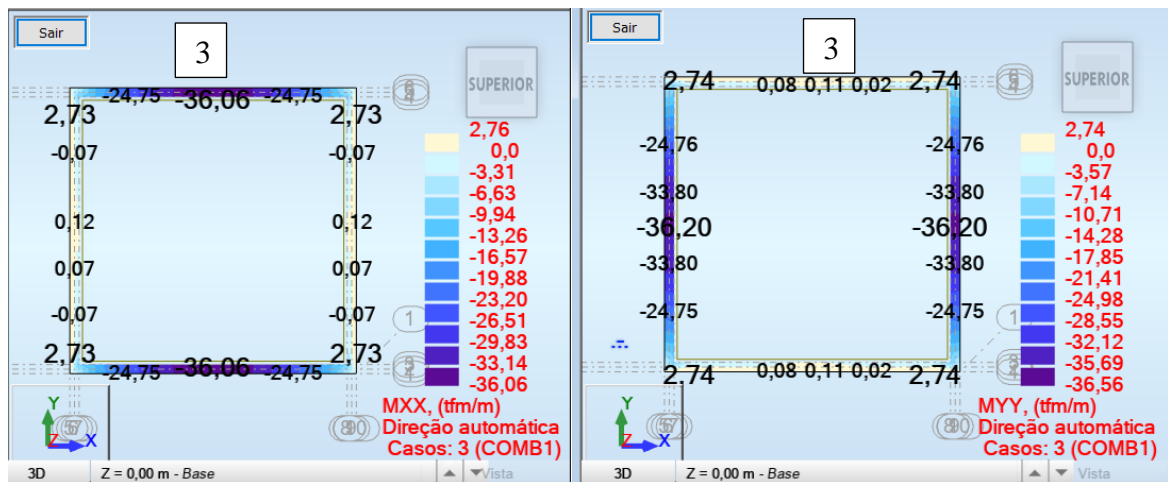 Sair
3
SUPERIOR
-24,75 -36,06 -24,75
2,73 2,73
-0,07 -0,07
0,12 0,12
0,07 0,07
-0,07 -0,07
2,73 2,73
-24,75 -36,06 -24,75
1
2,76
0,0
-3,31
-6,63
-9,94
-13,26
-16,57
-19,88
-23,20
-26,51
-29,83
-33,14
-36,06
MXX, (tfm/m)
Direção automática
Casos: 3 (COMB1)
Y
Z X
3D Z = 0,00 m - Base Vista
Sair
3
SUPERIOR
2,74 0,08 0,11 0,02 2,74
-24,76 -24,76
-33,80 -33,80
-36,20 -36,20
-33,80 -33,80
-24,75 -24,75
2,74 0,08 0,11 0,02 2,74
1
2,74
0,0
-3,57
-7,14
-10,71
-14,28
-17,85
-21,41
-24,98
-28,55
-32,12
-35,69
-36,56
MYY, (tfm/m)
Direção automática
Casos: 3 (COMB1)
Y
Z X
3D Z = 0,00 m - Base Vista